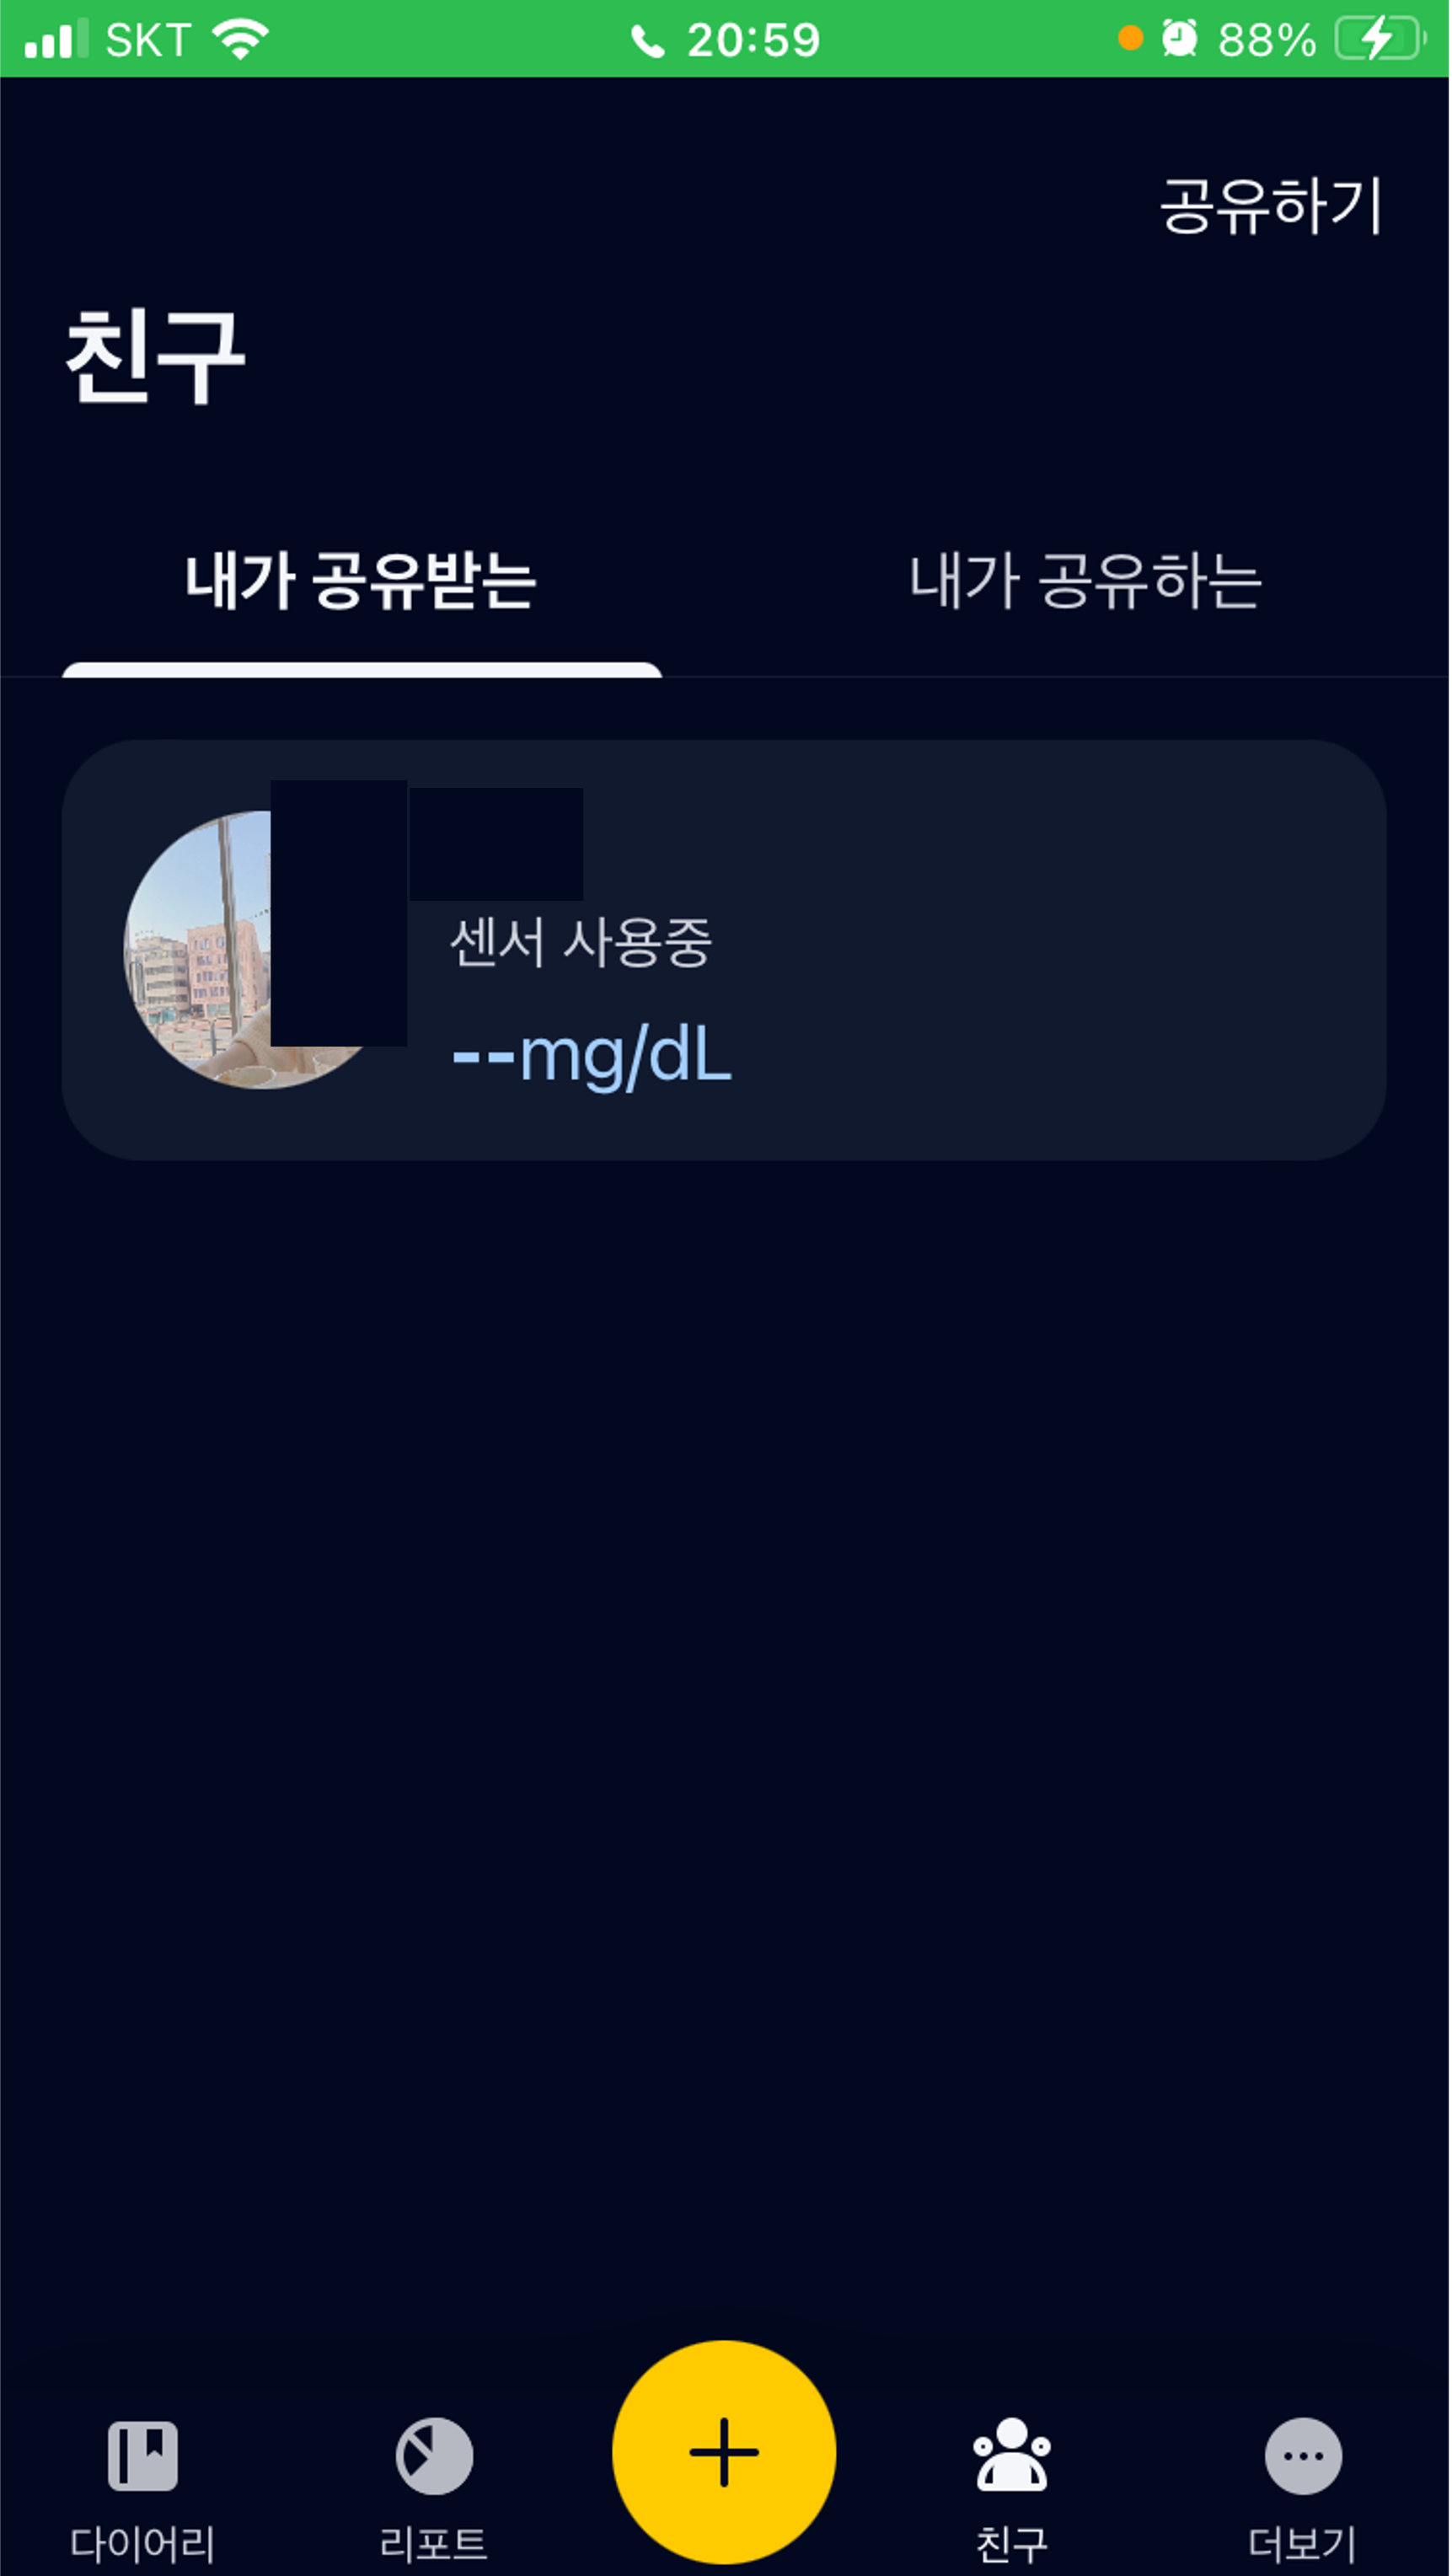 SKT 20:59 88%
공유하기
친구
내가 공유받는 내가 공유하는
센서 사용중
--mg/dL
다이어리 리포트 친구 더보기